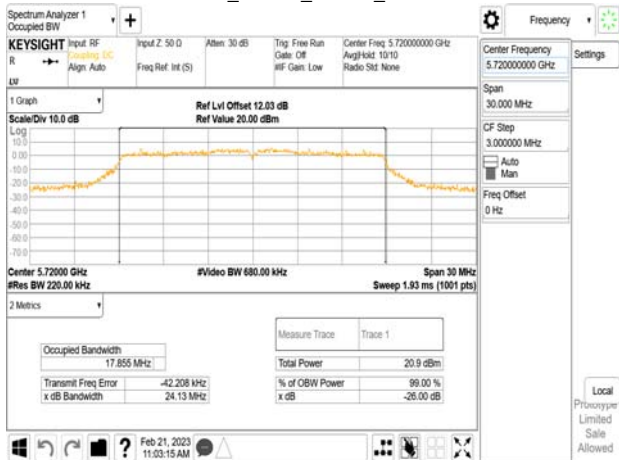 Spectrum Analyzer 1
Occupied BW
Frequency
KEYSIGHT
R
LVI
Input: RF
Coupling: DC
Align: Auto
Input Z: 50 Ω
Freq Ref: Int (S)
Atten: 30 dB
Trig: Free Run
Gate: Off
#IF Gain: Low
Center Freq: 5.720000000 GHz
Avg|Hold: 10/10
Radio Std: None
Center Frequency
5.720000000 GHz
Settings
Span
30.000 MHz
CF Step
3.000000 MHz
Auto
Man
Freq Offset
0 Hz
1 Graph
Scale/Div 10.0 dB
Ref Lvl Offset 12.03 dB
Ref Value 20.00 dBm
Log
10.0
0.00
-10.0
-20.0
-30.0
-40.0
-50.0
-60.0
-70.0
Center 5.72000 GHz
#Res BW 220.00 kHz
#Video BW 680.00 kHz
Span 30 MHz
Sweep 1.93 ms (1001 pts)
2 Metrics
Measure Trace Trace 1
Occupied Bandwidth
17.855 MHz
Total Power 20.9 dBm
Transmit Freq Error -42.208 kHz
% of OBW Power 99.00 %
x dB Bandwidth 24.13 MHz
x dB -26.00 dB
Local
Prototype
Limited
Sale
Allowed
Feb 21, 2023
11:03:15 AM